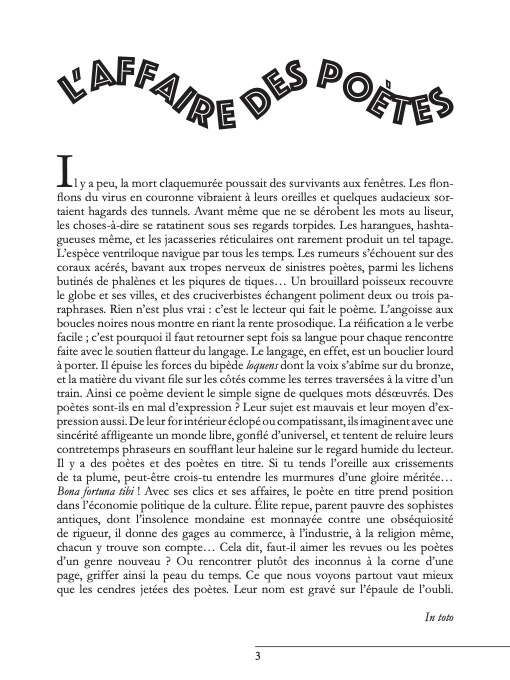 L'AFFAIRE DES POÈTES
Il y a peu, la mort claquemurée poussait des survivants aux fenêtres. Les flon-
flons du virus en couronne vibraient à leurs oreilles et quelques audacieux sor-
taient hagards des tunnels. Avant même que ne se dérobent les mots au liseur,
les choses-à-dire se ratatinent sous ses regards torpides. Les harangues, hashta-
gueuses même, et les jacasseries réticulaires ont rarement produit un tel tapage.
L'espèce ventriloque navigue par tous les temps. Les rumeurs s'échouent sur des
coraux acérés, bavant aux tropes nerveux de sinistres poètes, parmi les lichens
butinés de phalènes et les piqures de tiques… Un brouillard poisseux recouvre
le globe et ses villes, et des cruciverbistes échangent poliment deux ou trois pa-
raphrases. Rien n'est plus vrai : c'est le lecteur qui fait le poème. L'angoisse aux
boucles noires nous montre en riant la rente prosodique. La réification a le verbe
facile ; c'est pourquoi il faut retourner sept fois sa langue pour chaque rencontre
faite avec le soutien flatteur du langage. Le langage, en effet, est un bouclier lourd
à porter. Il épuise les forces du bipède loquens dont la voix s'abîme sur du bronze,
et la matière du vivant file sur les côtés comme les terres traversées à la vitre d'un
train. Ainsi ce poème devient le simple signe de quelques mots désœuvrés. Des
poètes sont-ils en mal d'expression ? Leur sujet est mauvais et leur moyen d'ex-
pression aussi. De leur for intérieur éclopé ou compatissant, ils imaginent avec une
sincérité affligeante un monde libre, gonflé d'universel, et tentent de reluire leurs
contretemps phraseurs en soufflant leur haleine sur le regard humide du lecteur.
Il y a des poètes et des poètes en titre. Si tu tends l'oreille aux crissements
de ta plume, peut-être crois-tu entendre les murmures d'une gloire méritée…
Bona fortuna tibi ! Avec ses clics et ses affaires, le poète en titre prend position
dans l'économie politique de la culture. Élite repue, parent pauvre des sophistes
antiques, dont l'insolence mondaine est monnayée contre une obséquiosité
de rigueur, il donne des gages au commerce, à l'industrie, à la religion même,
chacun y trouve son compte… Cela dit, faut-il aimer les revues ou les poètes
d'un genre nouveau ? Ou rencontrer plutôt des inconnus à la corne d'une
page, griffer ainsi la peau du temps. Ce que nous voyons partout vaut mieux
que les cendres jetées des poètes. Leur nom est gravé sur l'épaule de l'oubli.
In toto
3